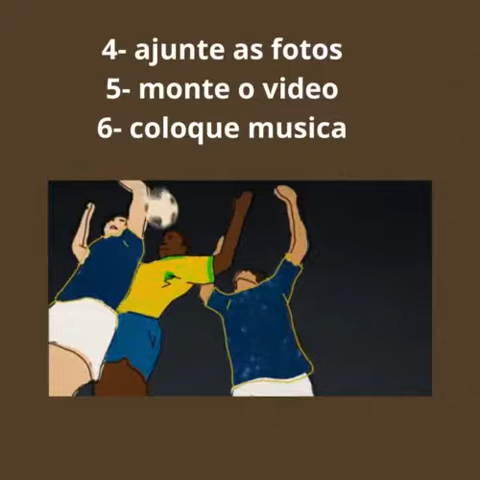 4- ajunte as fotos
5- monte o video
6- coloque musica